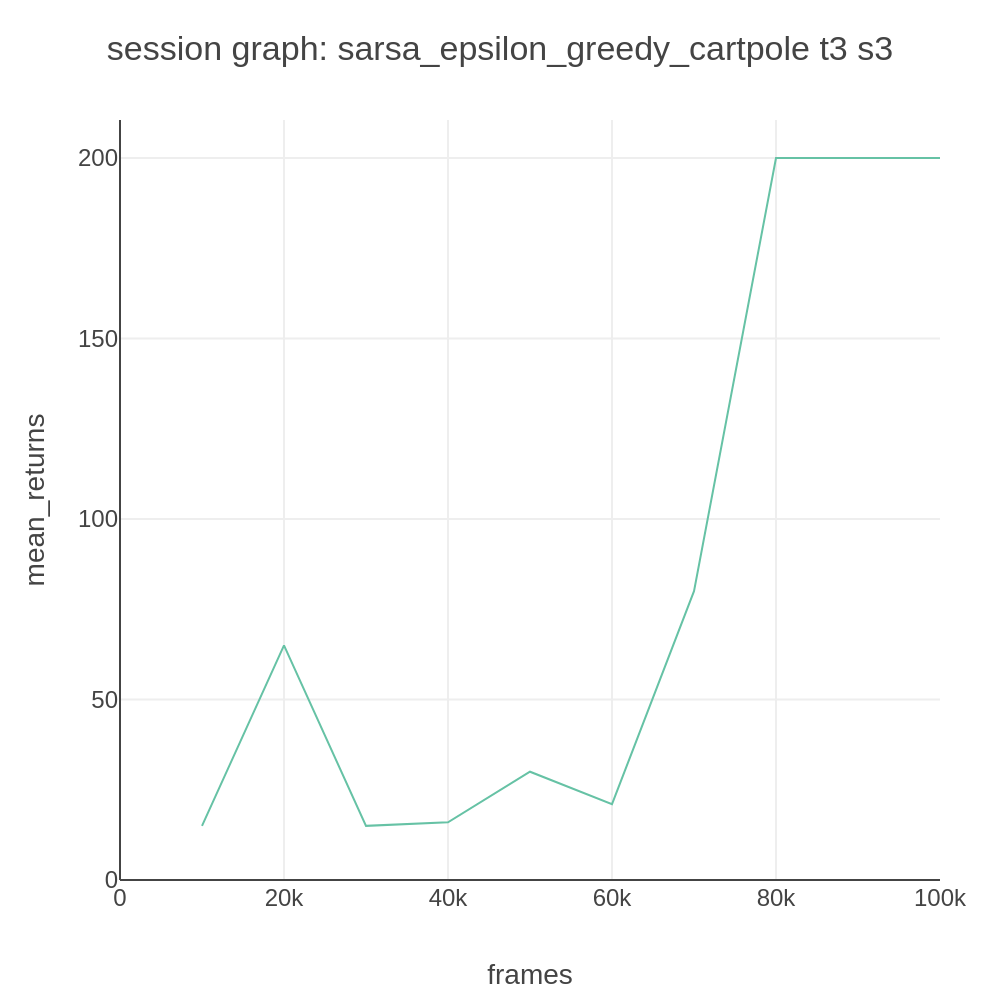 session graph: sarsa_epsilon_greedy_cartpole t3 s3
mean_returns
200
150
100
50
0
0 20k 40k 60k 80k 100k
frames